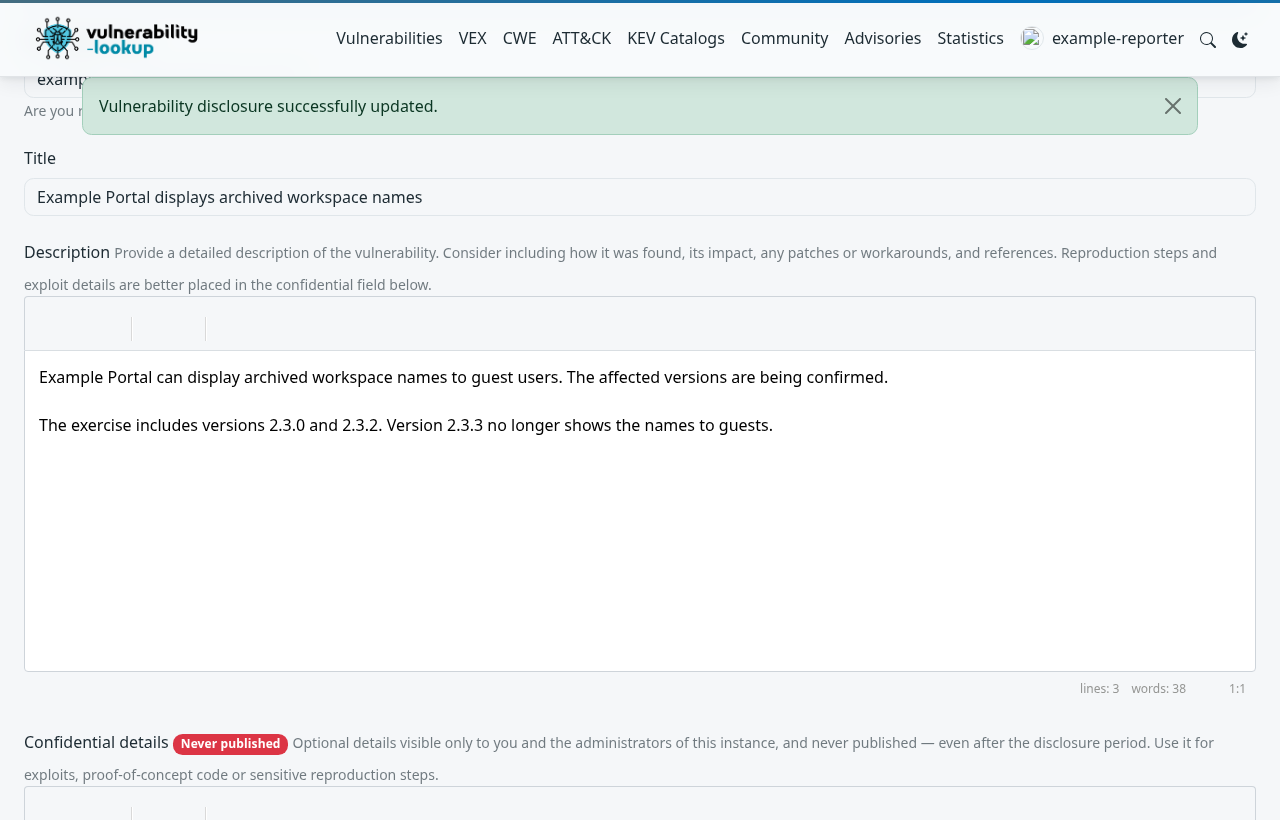 vulnerability
-lookup
Vulnerabilities VEX CWE ATT&CK KEV Catalogs Community Advisories Statistics example-reporter
Vulnerability disclosure successfully updated.
Are you
Title
Example Portal displays archived workspace names
Description Provide a detailed description of the vulnerability. Consider including how it was found, its impact, any patches or workarounds, and references. Reproduction steps and
exploit details are better placed in the confidential field below.
Example Portal can display archived workspace names to guest users. The affected versions are being confirmed.
The exercise includes versions 2.3.0 and 2.3.2. Version 2.3.3 no longer shows the names to guests.
lines: 3 words: 38 1:1
Confidential details Never published Optional details visible only to you and the administrators of this instance, and never published — even after the disclosure period. Use it for
exploits, proof-of-concept code or sensitive reproduction steps.